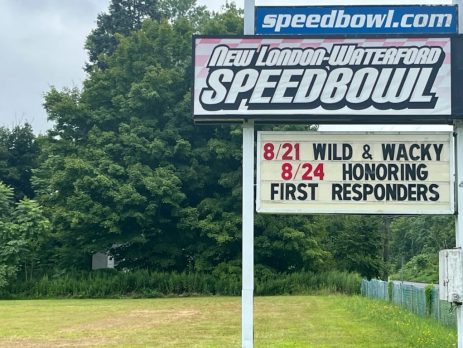 speedbowl.com
NEW LONDON-WATERFORD
SPEEDBOWL
8/21 WILD & WACKY
8/24 HONORING
FIRST RESPONDERS